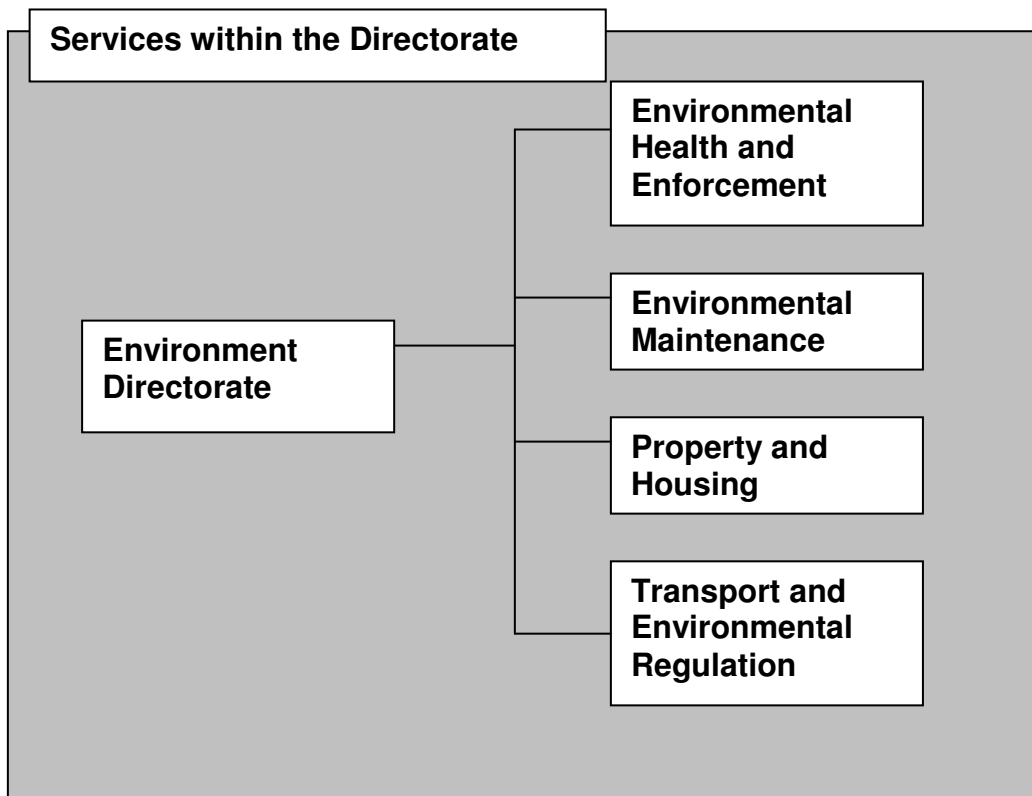 Services within the Directorate
Environmental
Health and
Enforcement
Environmental
Maintenance
Environment
Directorate
Property and
Housing
Transport and
Environmental
Regulation